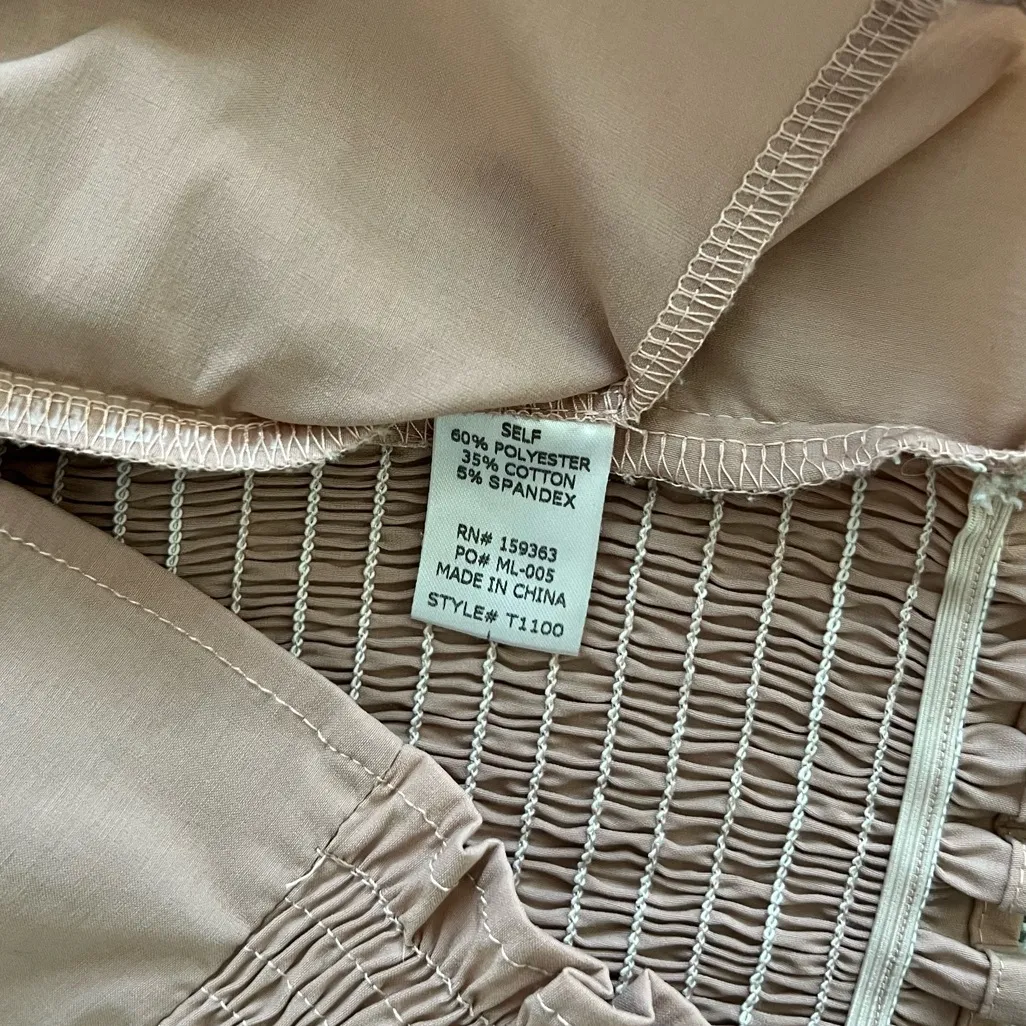 SELF
60% POLYESTER
35% COTTON
5% SPANDEX
RN# 159363
PO# ML-005
MADE IN CHINA
STYLE# T1100